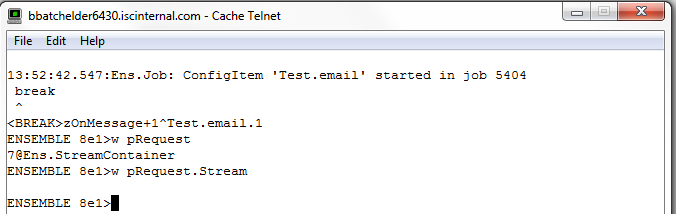 bbatchelder6430.iscinternal.com - Cache Telnet
File Edit Help
13:52:42.547:Ens.Job: ConfigItem 'Test.email' started in job 5404
break
^
<BREAK>zOnMessage+1^Test.email.1
ENSEMBLE 8e1>w pRequest
7@Ens.StreamContainer
ENSEMBLE 8e1>w pRequest.Stream
ENSEMBLE 8e1>